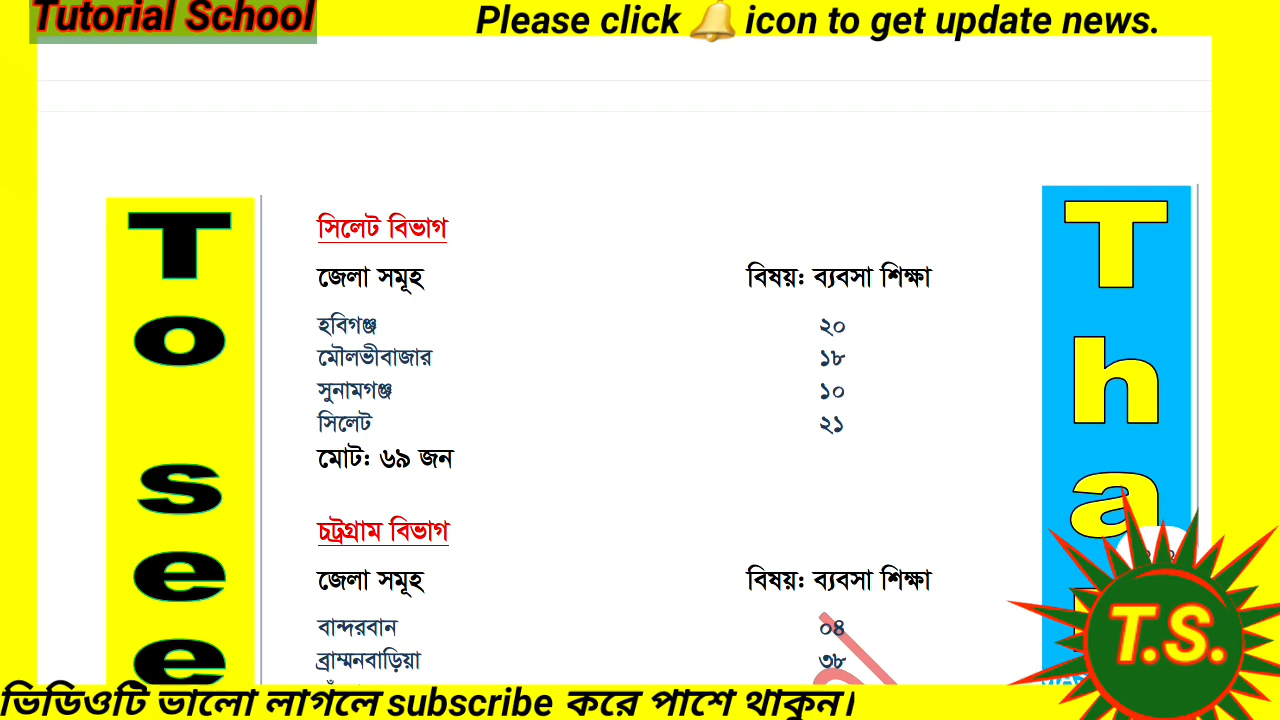 Tutorial School
Please click 🔔 icon to get update news.
To see
Tha
সিলেট বিভাগ
জেলা সমূহ বিষয়: ব্যবসা শিক্ষা
হবিগঞ্জ ২০
মৌলভীবাজার ১৮
সুনামগঞ্জ ১০
সিলেট ২১
মোট: ৬৯ জন
চট্রগ্রাম বিভাগ
জেলা সমূহ বিষয়: ব্যবসা শিক্ষা
বান্দরবান ০৪
ব্রাম্মনবাড়িয়া ৩৮
T.S.
ভিডিওটি ভালো লাগলে subscribe করে পাশে থাকুন।